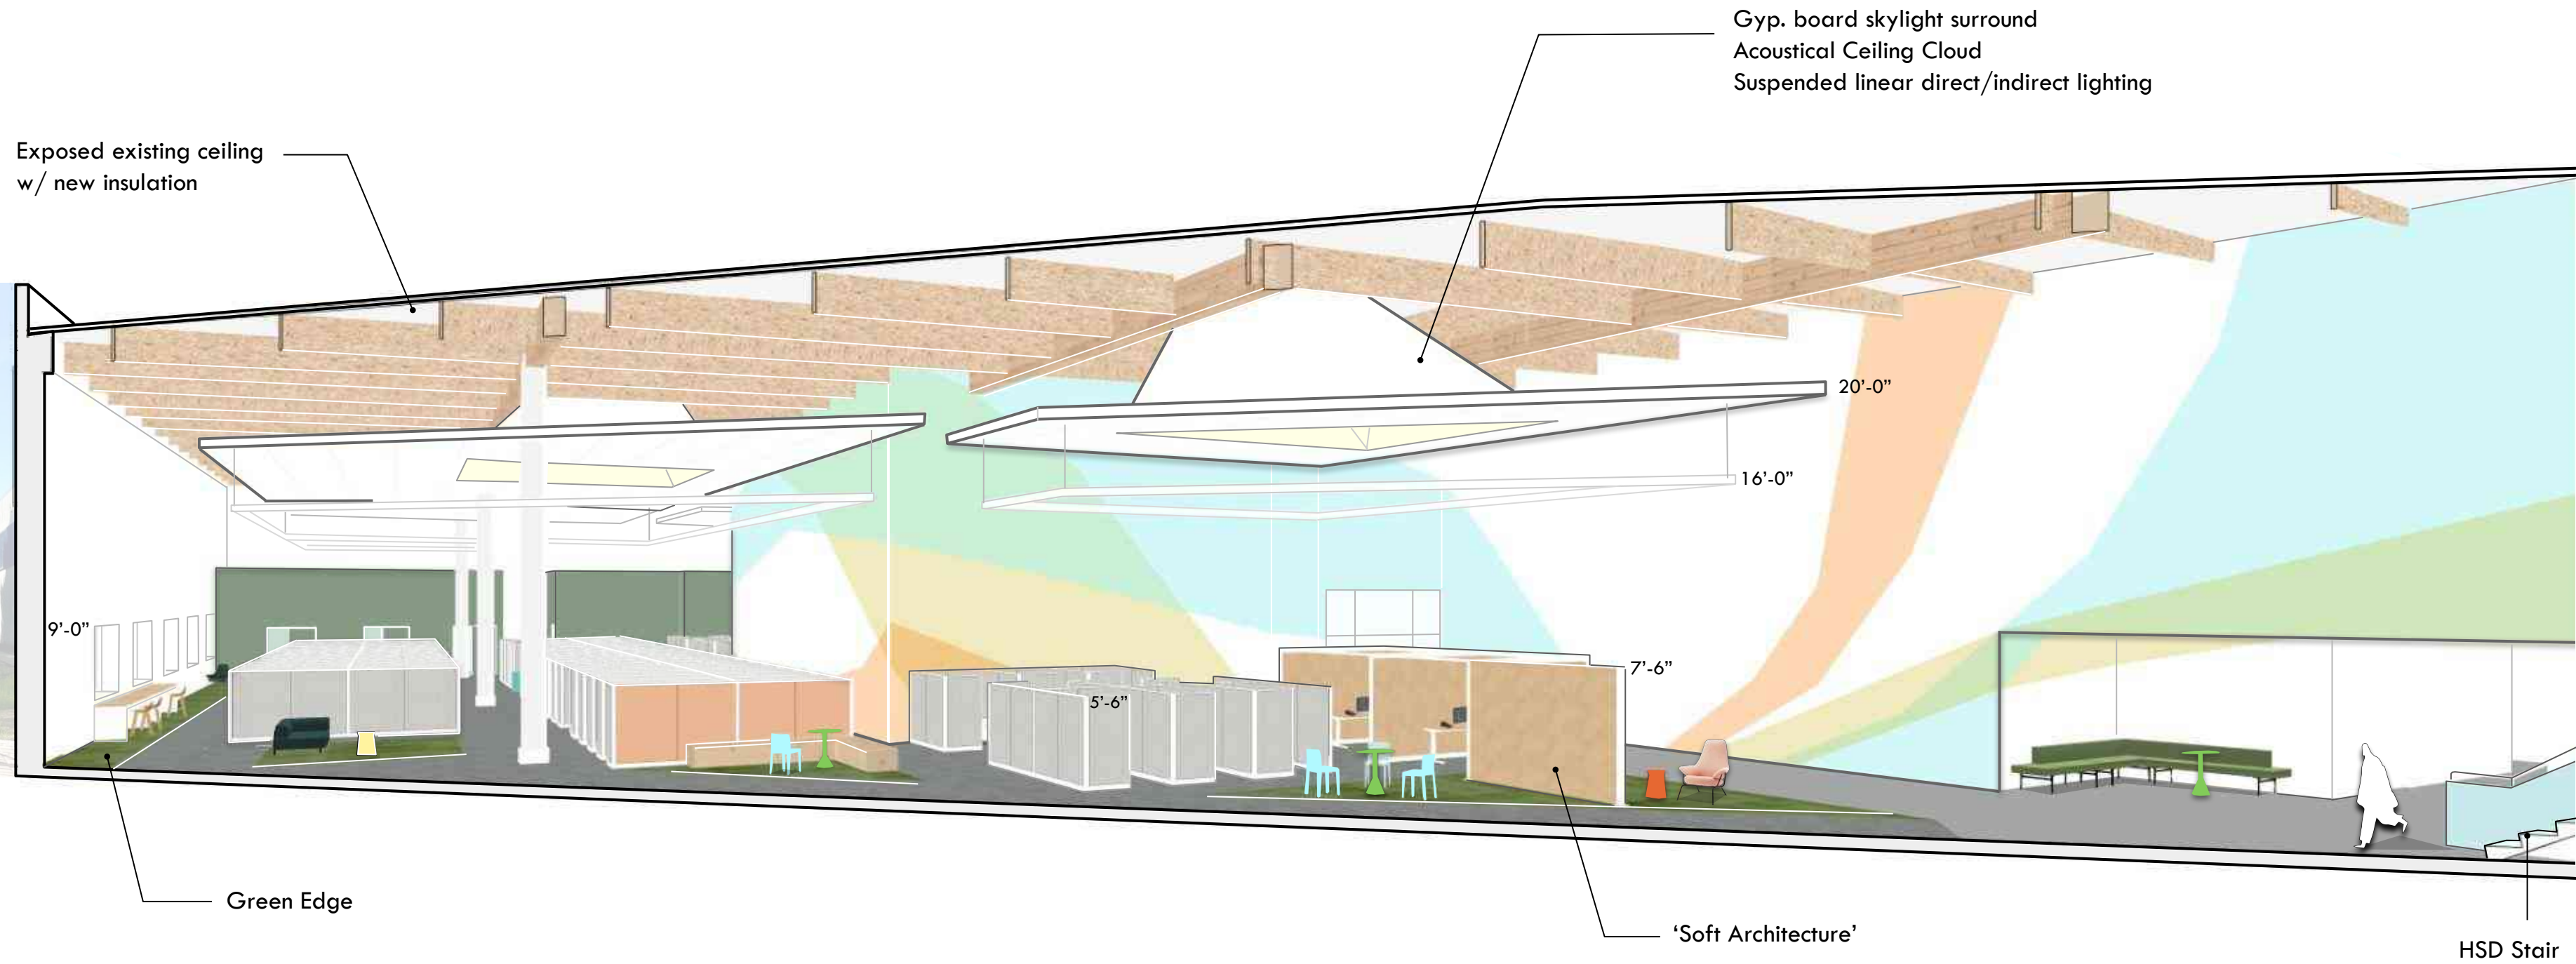 Gyp. board skylight surround
Acoustical Ceiling Cloud
Suspended linear direct/indirect lighting
Exposed existing ceiling
w/ new insulation
20’-0”
16’-0”
9’-0”
7’-6”
5’-6”
Green Edge
‘Soft Architecture’
HSD Stair